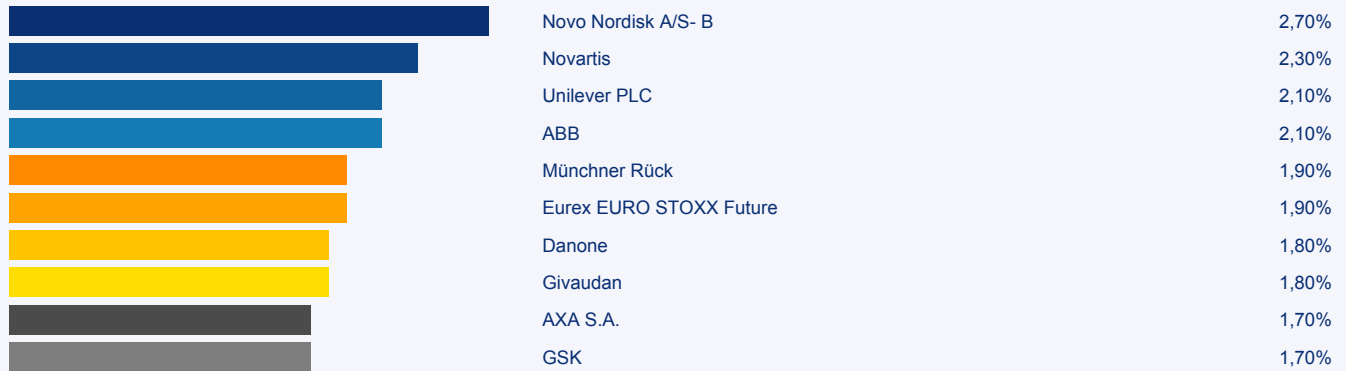 Novo Nordisk A/S- B 2,70%
Novartis 2,30%
Unilever PLC 2,10%
ABB 2,10%
Münchner Rück 1,90%
Eurex EURO STOXX Future 1,90%
Danone 1,80%
Givaudan 1,80%
AXA S.A. 1,70%
GSK 1,70%